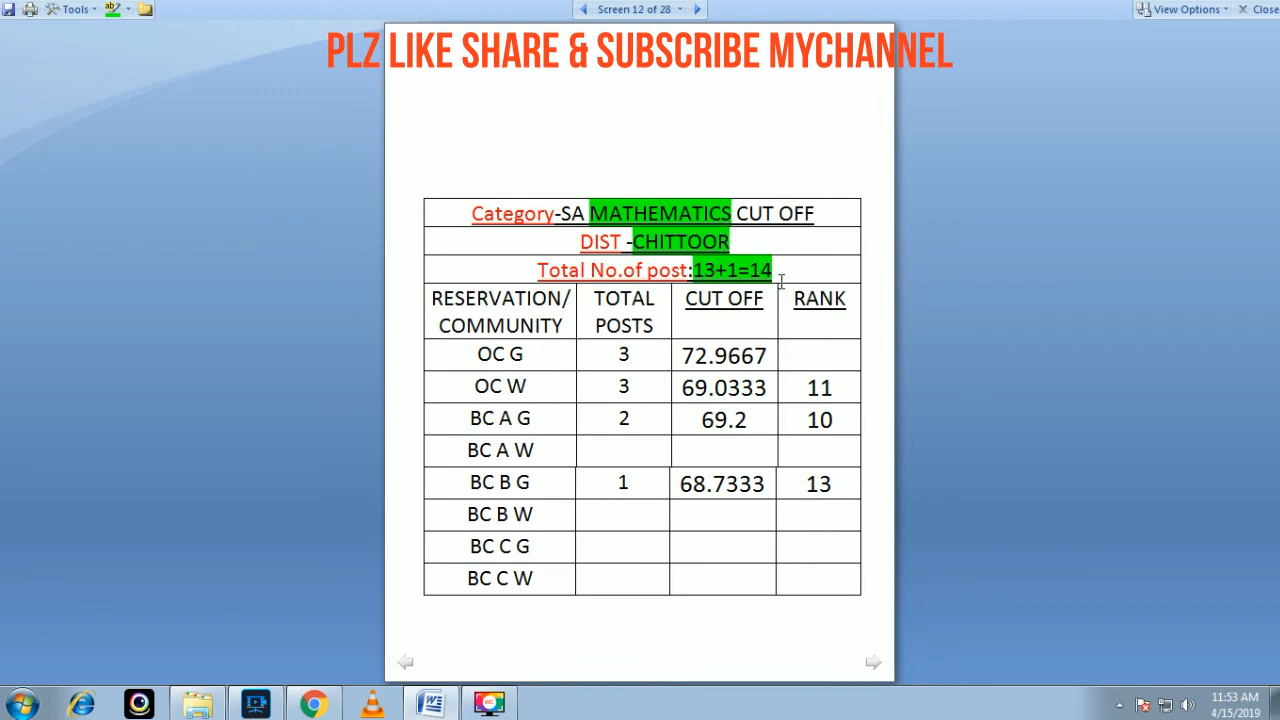 Tools
Screen 12 of 28
View Options
Close
PLZ LIKE SHARE & SUBSCRIBE MYCHANNEL
Category-SA MATHEMATICS CUT OFF
DIST -CHITTOOR
Total No.of post:13+1=14
RESERVATION/ COMMUNITY TOTAL POSTS CUT OFF RANK
OC G 3 72.9667
OC W 3 69.0333 11
BC A G 2 69.2 10
BC A W
BC B G 1 68.7333 13
BC B W
BC C G
BC C W
11:53 AM
4/15/2019